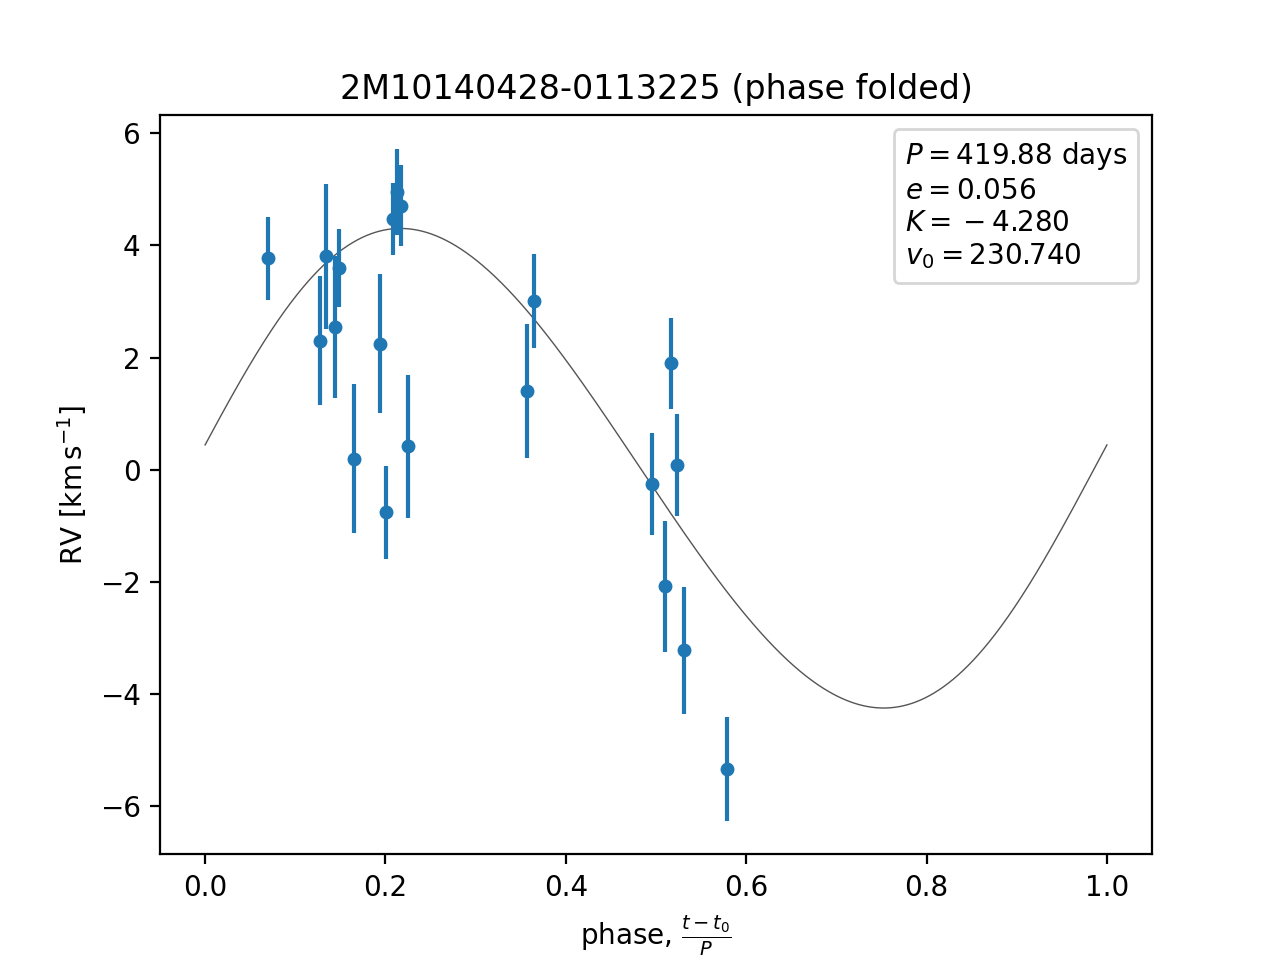 2M10140428-0113225 (phase folded)
P = 419.88 days
e = 0.056
K = −4.280
v₀ = 230.740
6
4
2
0
−2
−4
−6
RV [km s⁻¹]
0.0 0.2 0.4 0.6 0.8 1.0
phase, (t − t₀)/P